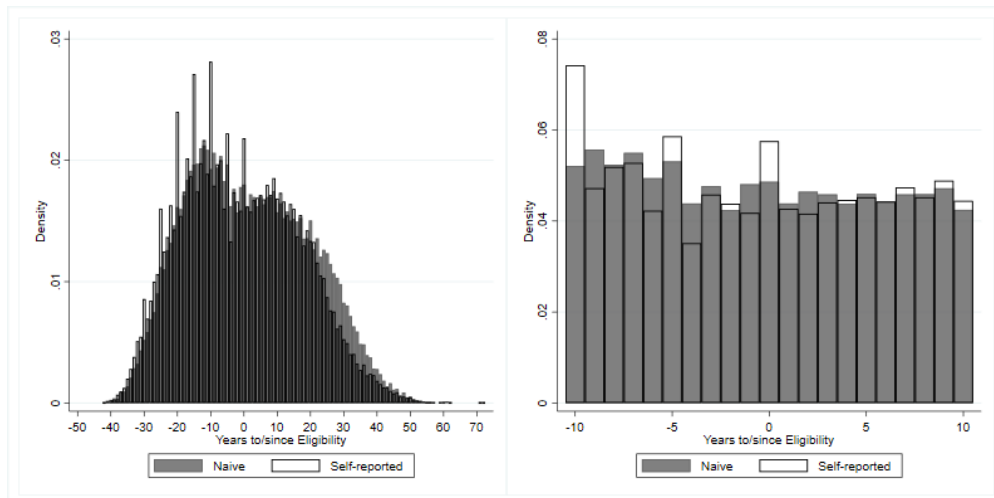 .03
.02
.01
0
Density
-50 -40 -30 -20 -10 0 10 20 30 40 50 60 70
Years to/since Eligibility
Naive Self-reported
.08
.06
.04
.02
0
Density
-10 -5 0 5 10
Years to/since Eligibility
Naive Self-reported